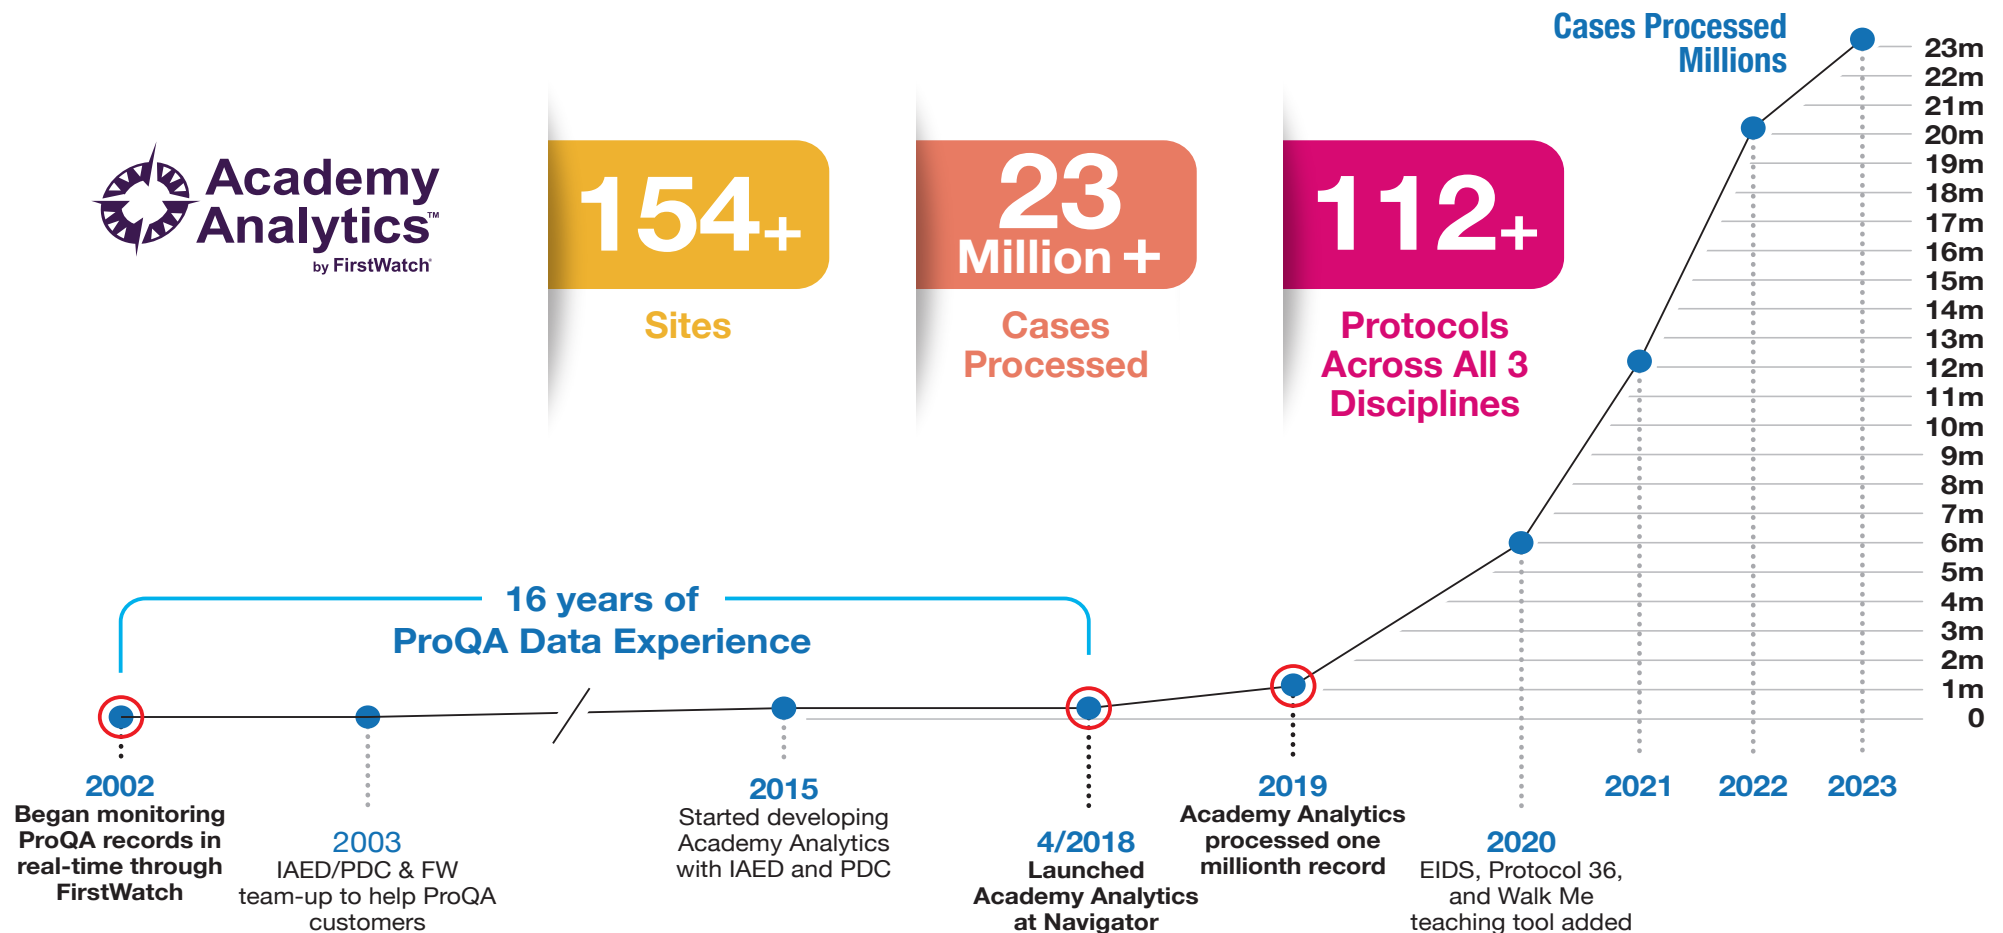 Academy
Analytics™
by FirstWatch
154+
Sites
23
Million +
Cases
Processed
112+
Protocols
Across All 3
Disciplines
Cases Processed
Millions
23m
22m
21m
20m
19m
18m
17m
16m
15m
14m
13m
12m
11m
10m
9m
8m
7m
6m
5m
4m
3m
2m
1m
0
16 years of
ProQA Data Experience
2002
Began monitoring
ProQA records in
real-time through
FirstWatch
2003
IAED/PDC & FW
team-up to help ProQA
customers
2015
Started developing
Academy Analytics
with IAED and PDC
4/2018
Launched
Academy Analytics
at Navigator
2019
Academy Analytics
processed one
millionth record
2020
EIDS, Protocol 36,
and Walk Me
teaching tool added
2021
2022
2023